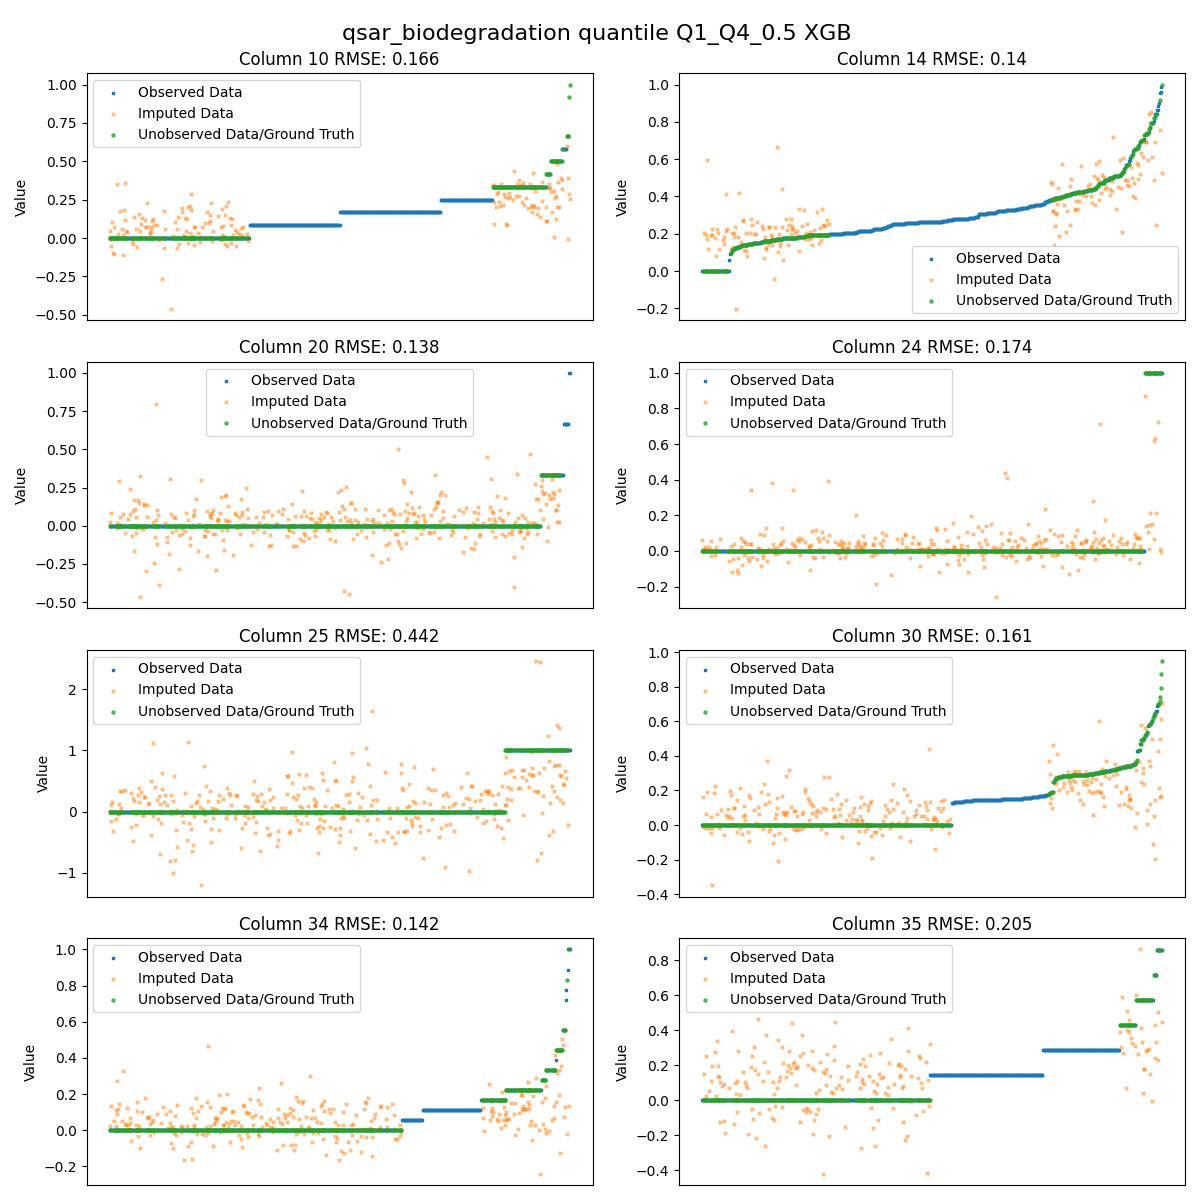 qsar_biodegradation quantile Q1_Q4_0.5 XGB
Column 10 RMSE: 0.166
1.00
0.75
0.50
0.25
0.00
−0.25
−0.50
Value
Observed Data
Imputed Data
Unobserved Data/Ground Truth
Column 14 RMSE: 0.14
1.0
0.8
0.6
0.4
0.2
0.0
−0.2
Value
Observed Data
Imputed Data
Unobserved Data/Ground Truth
Column 20 RMSE: 0.138
1.00
0.75
0.50
0.25
0.00
−0.25
−0.50
Value
Observed Data
Imputed Data
Unobserved Data/Ground Truth
Column 24 RMSE: 0.174
1.0
0.8
0.6
0.4
0.2
0.0
−0.2
Value
Observed Data
Imputed Data
Unobserved Data/Ground Truth
Column 25 RMSE: 0.442
2
1
0
−1
Value
Observed Data
Imputed Data
Unobserved Data/Ground Truth
Column 30 RMSE: 0.161
1.0
0.8
0.6
0.4
0.2
0.0
−0.2
−0.4
Value
Observed Data
Imputed Data
Unobserved Data/Ground Truth
Column 34 RMSE: 0.142
1.0
0.8
0.6
0.4
0.2
0.0
−0.2
Value
Observed Data
Imputed Data
Unobserved Data/Ground Truth
Column 35 RMSE: 0.205
0.8
0.6
0.4
0.2
0.0
−0.2
−0.4
Value
Observed Data
Imputed Data
Unobserved Data/Ground Truth